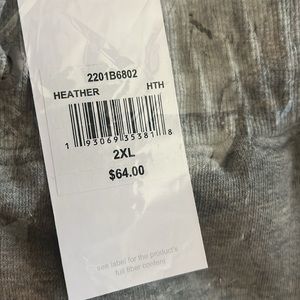 2201B6802
HEATHER HTH
1 93069 35381 8
2XL
$64.00
see label for the product's
full fiber content